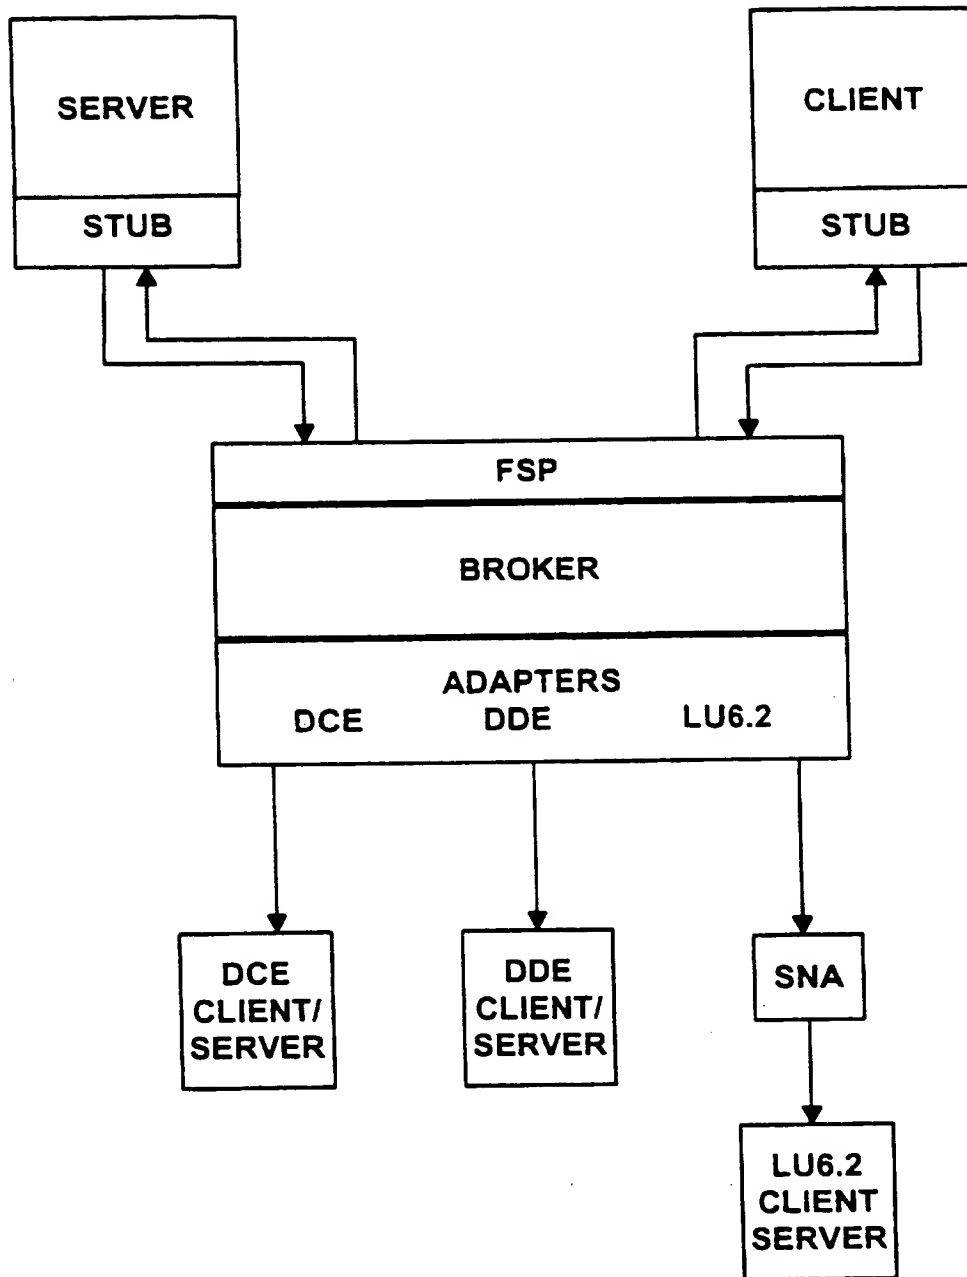 SERVER
CLIENT
STUB
STUB
FSP
BROKER
ADAPTERS
DCE DDE LU6.2
DCE
CLIENT/
SERVER
DDE
CLIENT/
SERVER
SNA
LU6.2
CLIENT
SERVER